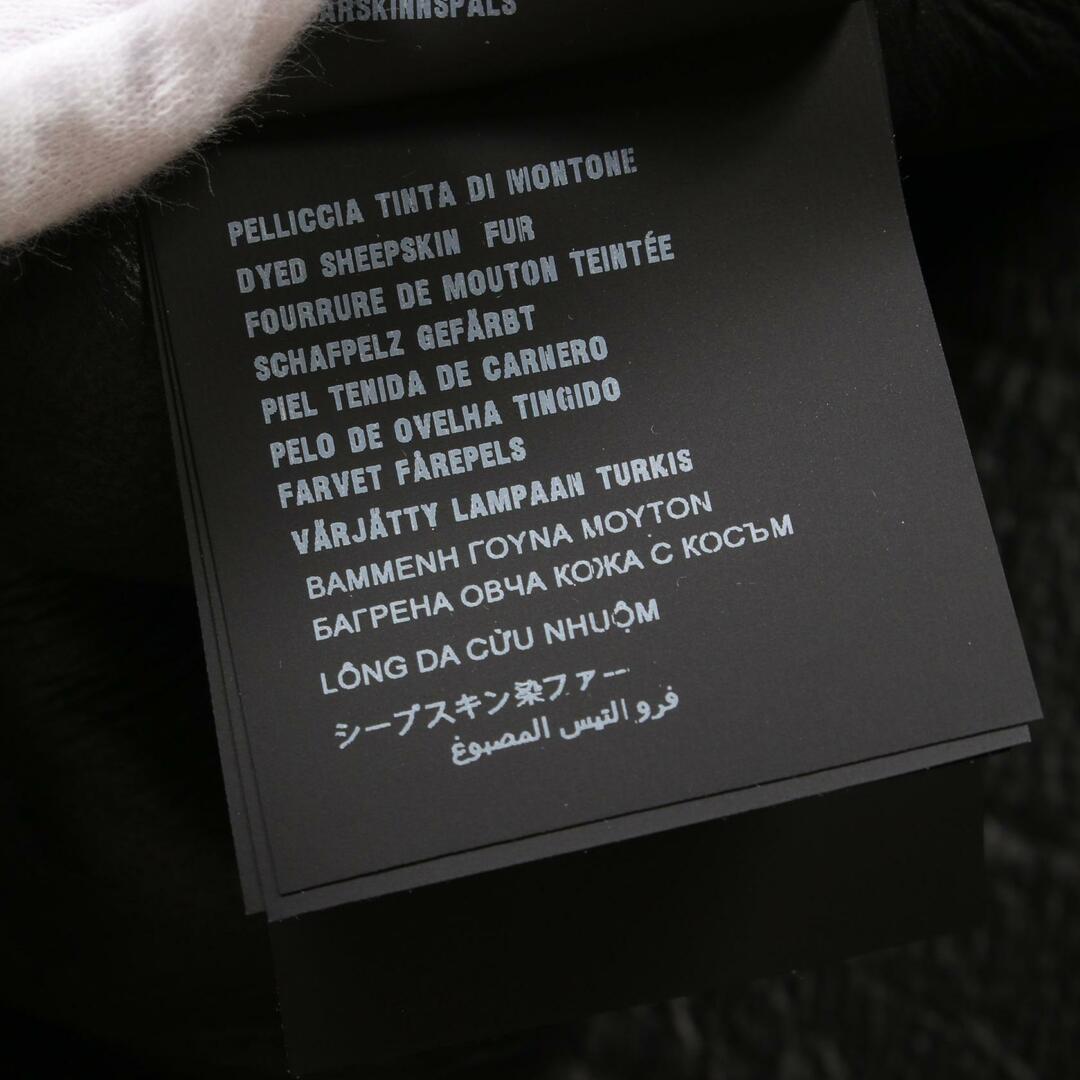 ÅRSKINNSPÄLS
PELLICCIA TINTA DI MONTONE
DYED SHEEPSKIN FUR
FOURRURE DE MOUTON TEINTÉE
SCHAFPELZ GEFÄRBT
PIEL TENIDA DE CARNERO
PELO DE OVELHA TINGIDO
FARVET FÅREPELS
VÄRJÄTTY LAMPAAN TURKIS
ΒΑΜΜΕΝΗ ΓΟΥΝΑ ΜΟΥΤΟΝ
БАГРЕНА ОВЧА КОЖА С КОСЪМ
LÔNG DA CỪU NHUỘM
シープスキン染ファー
فرو التيس المصبوغ